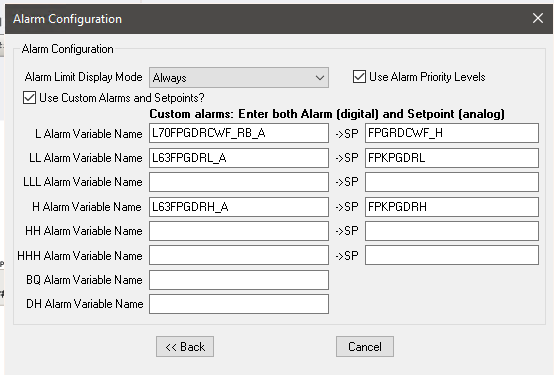 Alarm Configuration
Alarm Configuration
Alarm Limit Display Mode Always Use Alarm Priority Levels
Use Custom Alarms and Setpoints?
Custom alarms: Enter both Alarm (digital) and Setpoint (analog)
L Alarm Variable Name L70FPGDRCWF_RB_A ->SP FPGRDCWF_H
LL Alarm Variable Name L63FPGDRL_A ->SP FPKPGDRL
LLL Alarm Variable Name ->SP
H Alarm Variable Name L63FPGDRH_A ->SP FPKPGDRH
HH Alarm Variable Name ->SP
HHH Alarm Variable Name ->SP
BQ Alarm Variable Name
DH Alarm Variable Name
<< Back Cancel